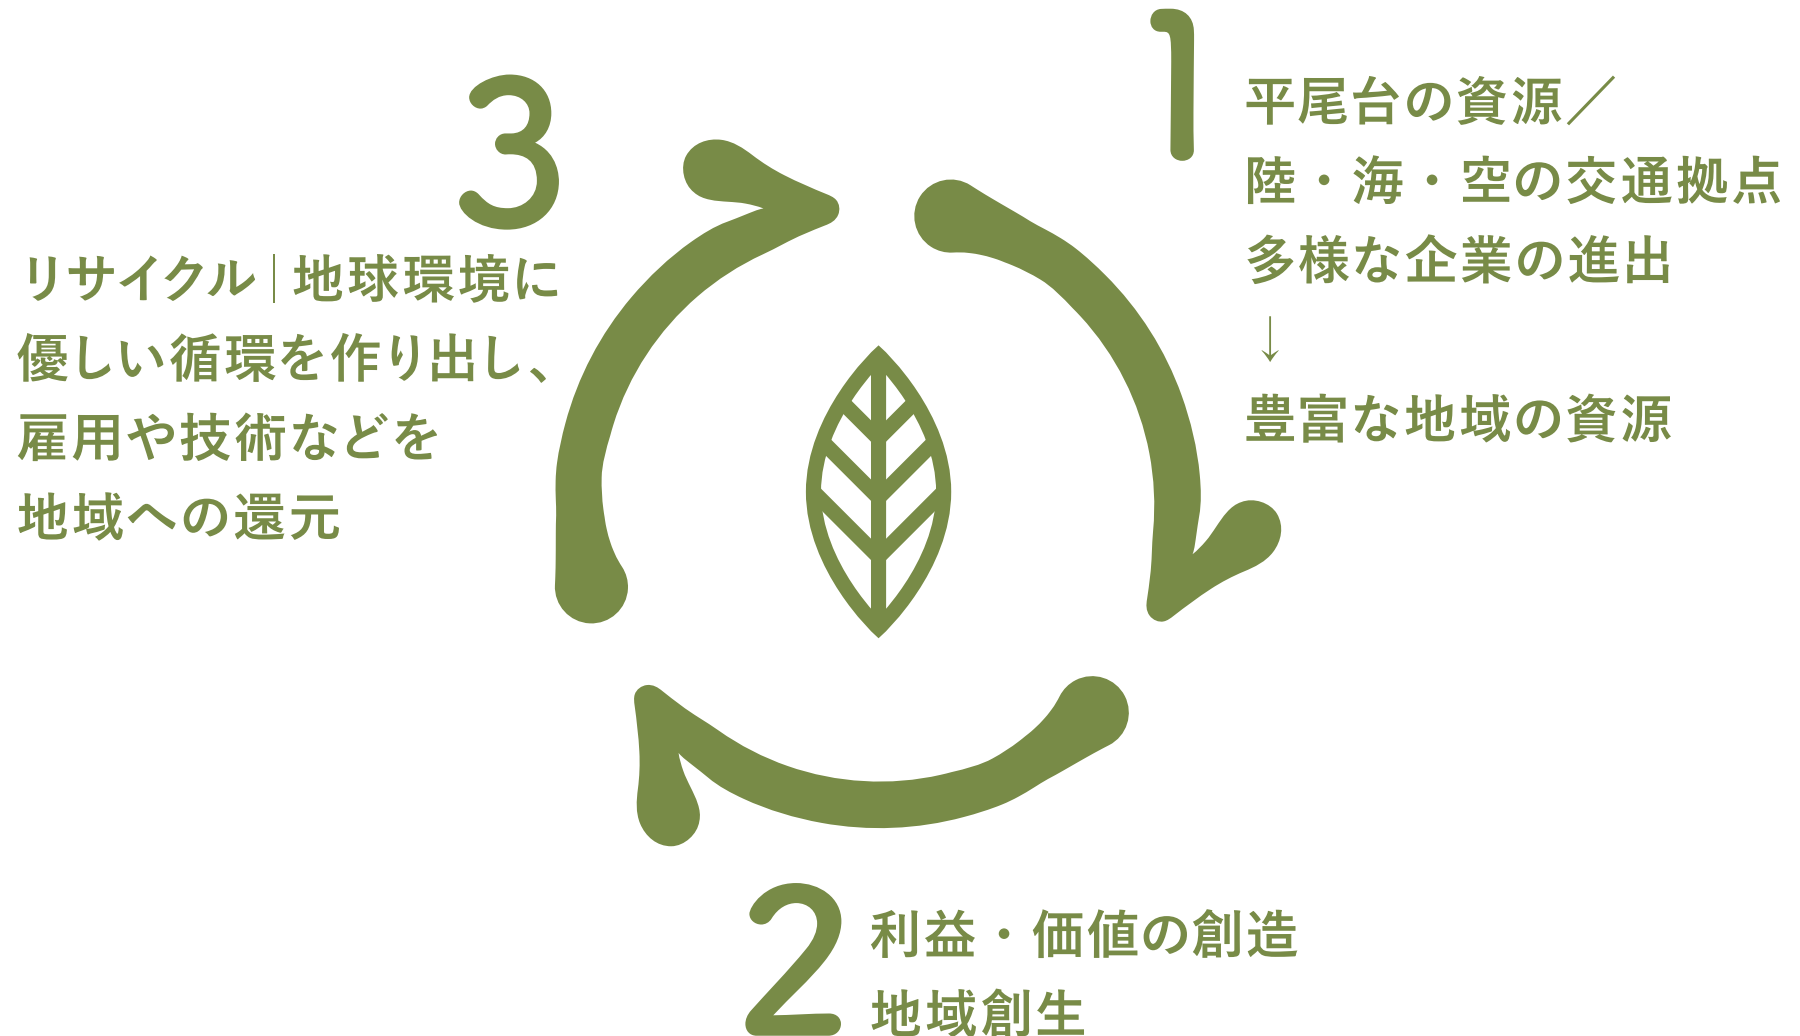 1
平尾台の資源／
陸・海・空の交通拠点
多様な企業の進出
↓
豊富な地域の資源
2
利益・価値の創造
地域創生
3
リサイクル｜地球環境に
優しい循環を作り出し、
雇用や技術などを
地域への還元